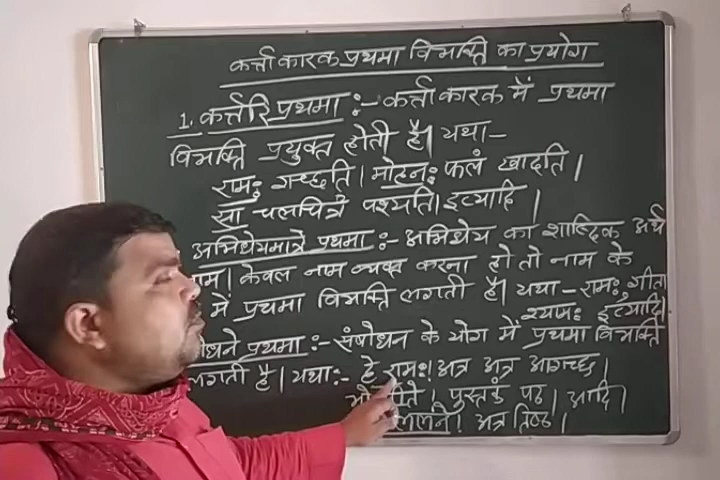 कर्त्ता कारक प्रथमा विभक्ति का प्रयोग
1. कर्त्तरि प्रथमा :- कर्त्ता कारक में प्रथमा
विभक्ति प्रयुक्त होती है। यथा-
रामः गच्छति। मोहनः फलं खादति।
सा चलचित्रं पश्यति। इत्यादि।
अभिधेयमात्रे प्रथमा :- अभिधेय का शाब्दिक अर्थ
केवल नाम व्यक्त करना हो तो नाम के
में प्रथमा विभक्ति लगती है। यथा- रामः गीता
श्यामः इत्यादि।
प्रथमा :- संबोधन के योग में प्रथमा विभक्ति
लगती है। यथा:- हे रामः! अत्र अत्र आगच्छ।
पुस्तकं पठ। आदि।
अत्र तिष्ठ।